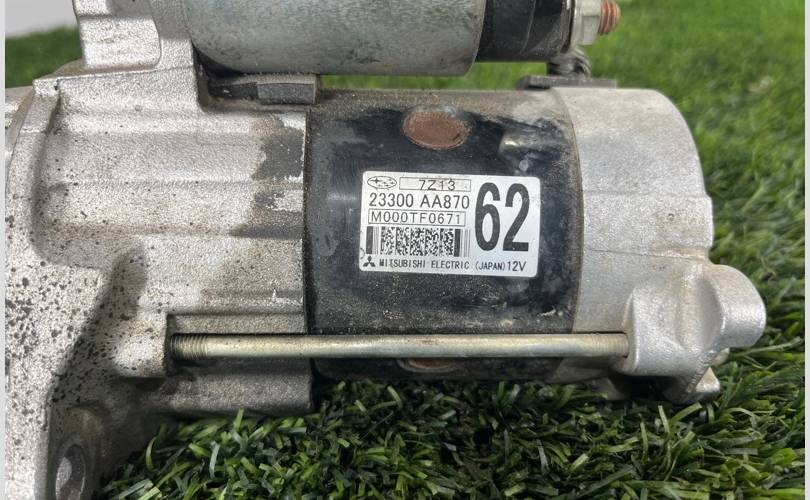 7Z13
23300 AA870
M000TF0671
62
MITSUBISHI ELECTRIC (JAPAN) 12V